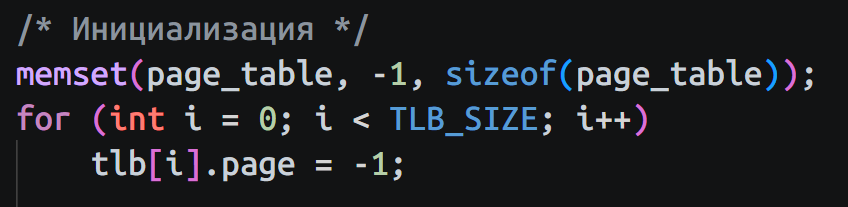 /* Инициализация */
memset(page_table, -1, sizeof(page_table));
for (int i = 0; i < TLB_SIZE; i++)
    tlb[i].page = -1;